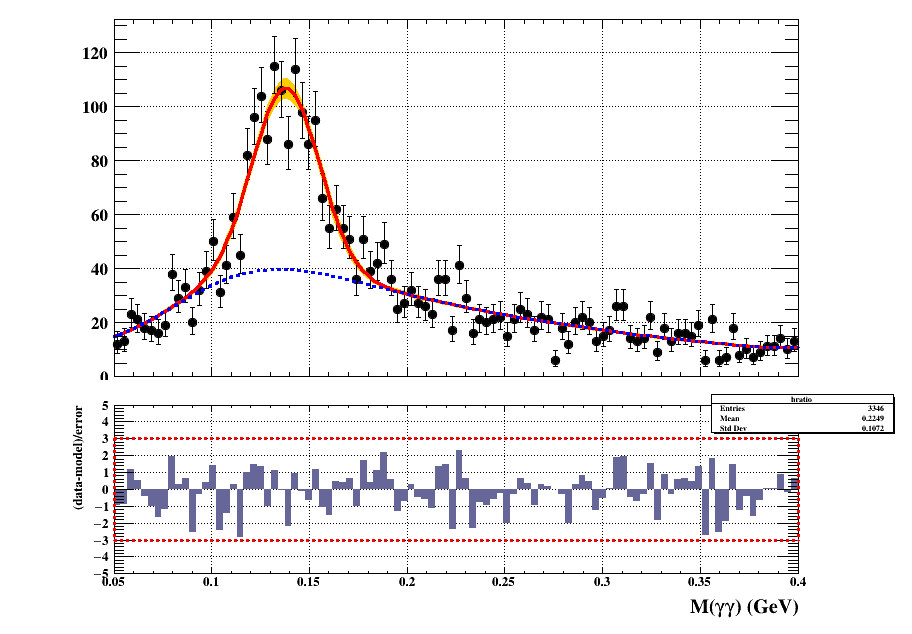 120
100
80
60
40
20
0
hratio
Entries 3346
Mean 0.2249
Std Dev 0.1072
(data-model)/error
5
4
3
2
1
0
−1
−2
−3
−4
−5
0.05 0.1 0.15 0.2 0.25 0.3 0.35 0.4
M(γγ) (GeV)